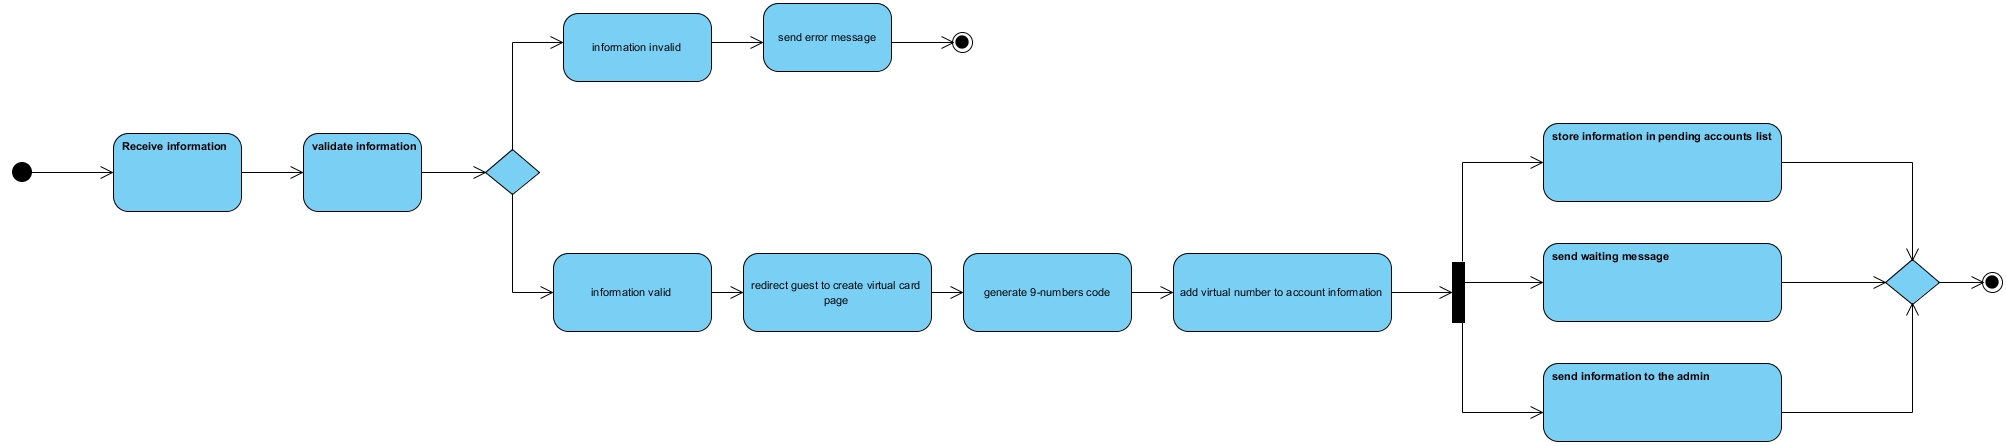 information invalid
send error message
Receive information
validate information
store information in pending accounts list
information valid
redirect guest to create virtual card
page
generate 9-numbers code
add virtual number to account information
send waiting message
send information to the admin